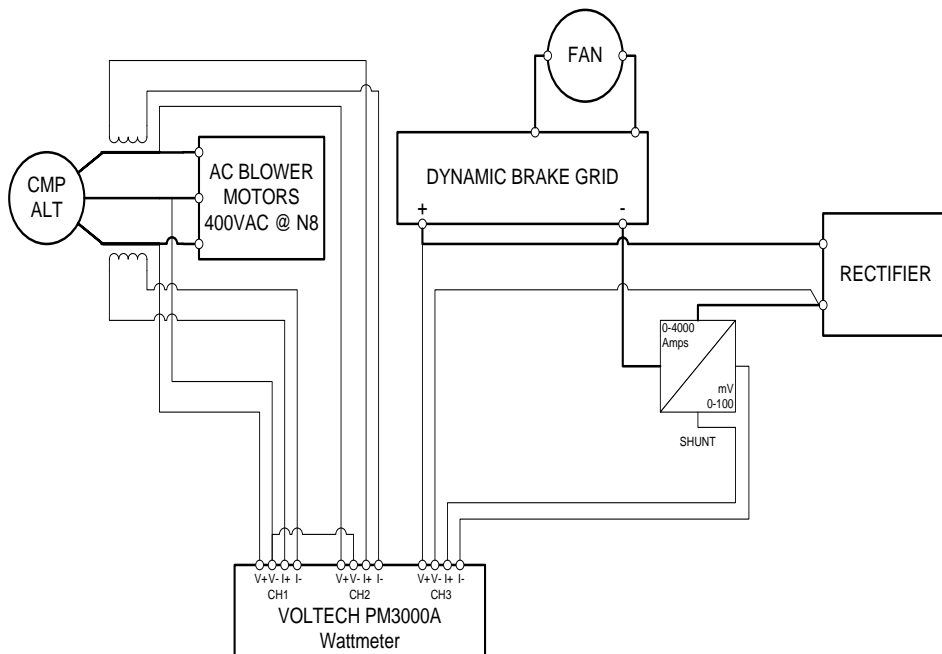 FAN
CMP
ALT
AC BLOWER
MOTORS
400VAC @ N8
DYNAMIC BRAKE GRID
+
-
RECTIFIER
0-4000
Amps
mV
0-100
SHUNT
V+ V- I+ I-
CH1
V+ V- I+ I-
CH2
V+ V- I+ I-
CH3
VOLTECH PM3000A
Wattmeter